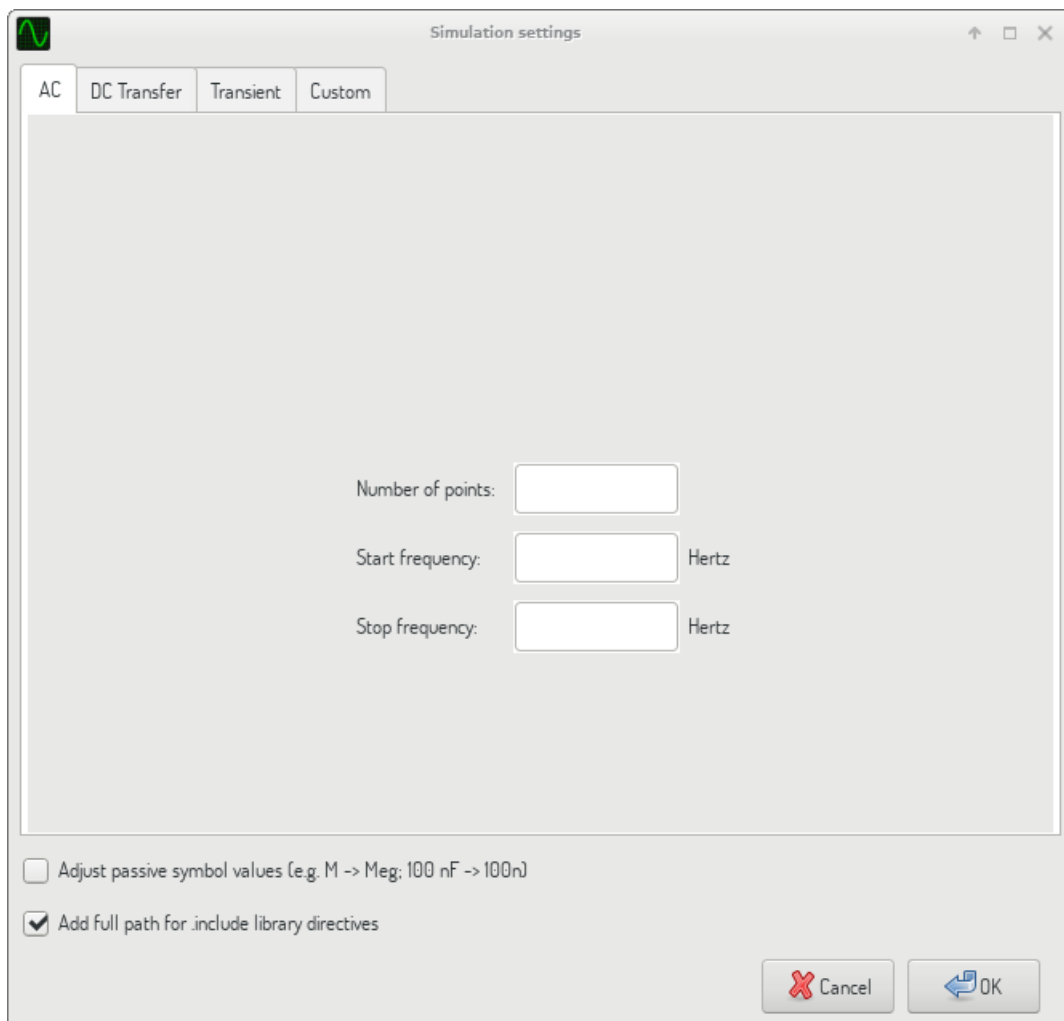 Simulation settings
AC DC Transfer Transient Custom
Number of points:
Start frequency: Hertz
Stop frequency: Hertz
Adjust passive symbol values (e.g. M -> Meg; 100 nF -> 100n)
Add full path for .include library directives
Cancel OK